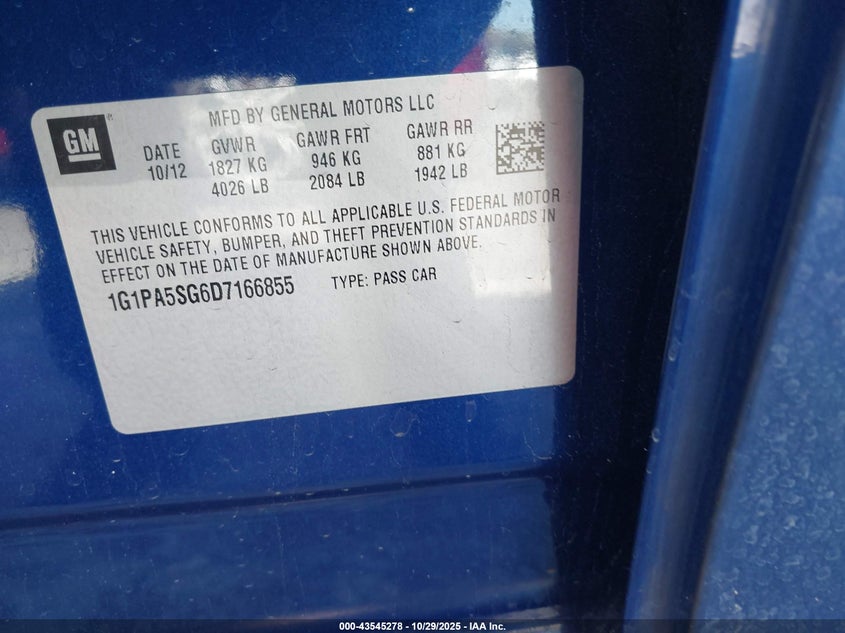 MFD BY GENERAL MOTORS LLC
GM
DATE GVWR GAWR FRT GAWR RR
10/12 1827 KG 946 KG 881 KG
4026 LB 2084 LB 1942 LB
THIS VEHICLE CONFORMS TO ALL APPLICABLE U.S. FEDERAL MOTOR
VEHICLE SAFETY, BUMPER, AND THEFT PREVENTION STANDARDS IN
EFFECT ON THE DATE OF MANUFACTURE SHOWN ABOVE.
1G1PA5SG6D7166855 TYPE: PASS CAR
000-43545278 - 10/29/2025 - IAA Inc.